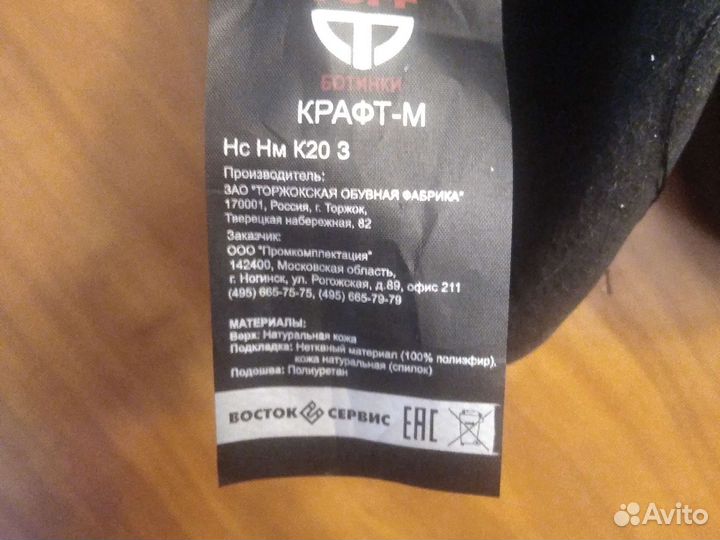 БОТИНКИ
КРАФТ-М
Нс Нм К20 З
Производитель:
ЗАО "ТОРЖОКСКАЯ ОБУВНАЯ ФАБРИКА"
170001, Россия, г. Торжок,
Тверецкая набережная, 82
Заказчик:
ООО "Промкомплектация"
142400, Московская область,
г. Ногинск, ул. Рогожская, д.89, офис 211
(495) 665-75-75, (495) 665-79-79
МАТЕРИАЛЫ:
Верх: Натуральная кожа
Подкладка: Нетканый материал (100% полиэфир),
кожа натуральная (спилок)
Подошва: Полиуретан
ВОСТОК СЕРВИС EAC
Avito